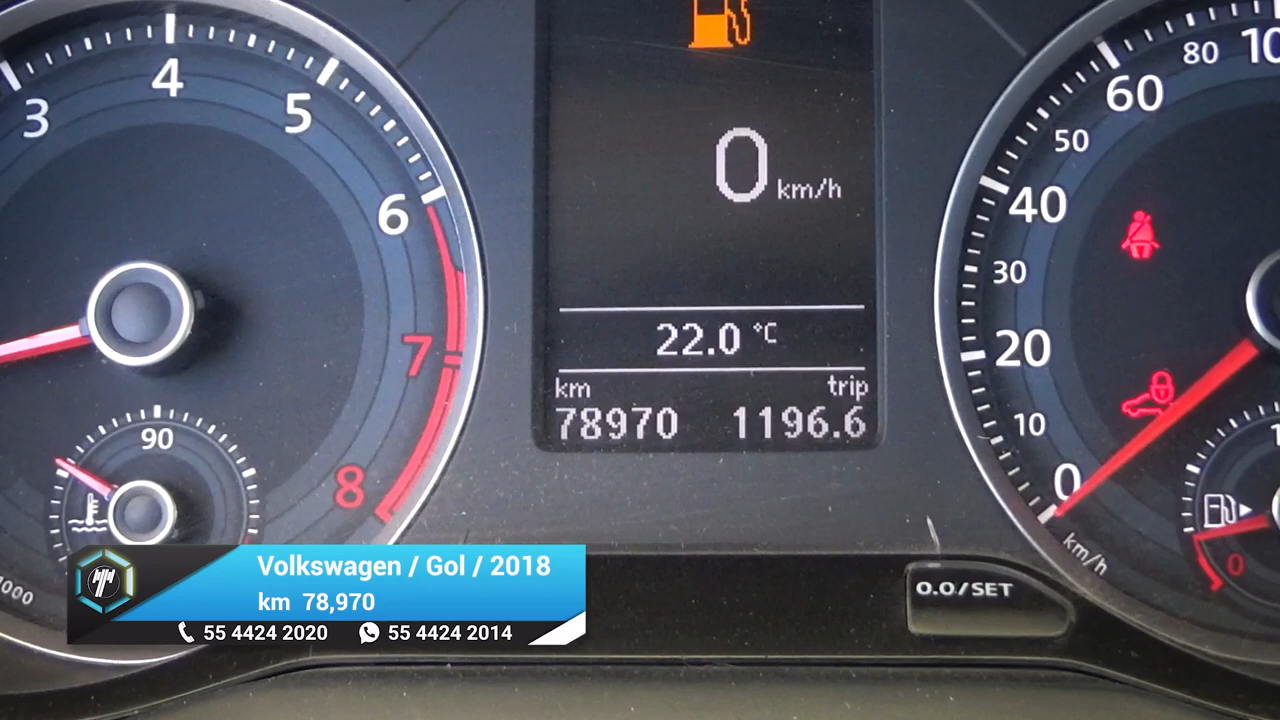 3 4 5 6 7 8
90
0 km/h
22.0 °C
km trip
78970 1196.6
0 10 20 30 40 50 60 80
km/h
0
0.0/SET
Volkswagen / Gol / 2018
km 78,970
55 4424 2020 55 4424 2014